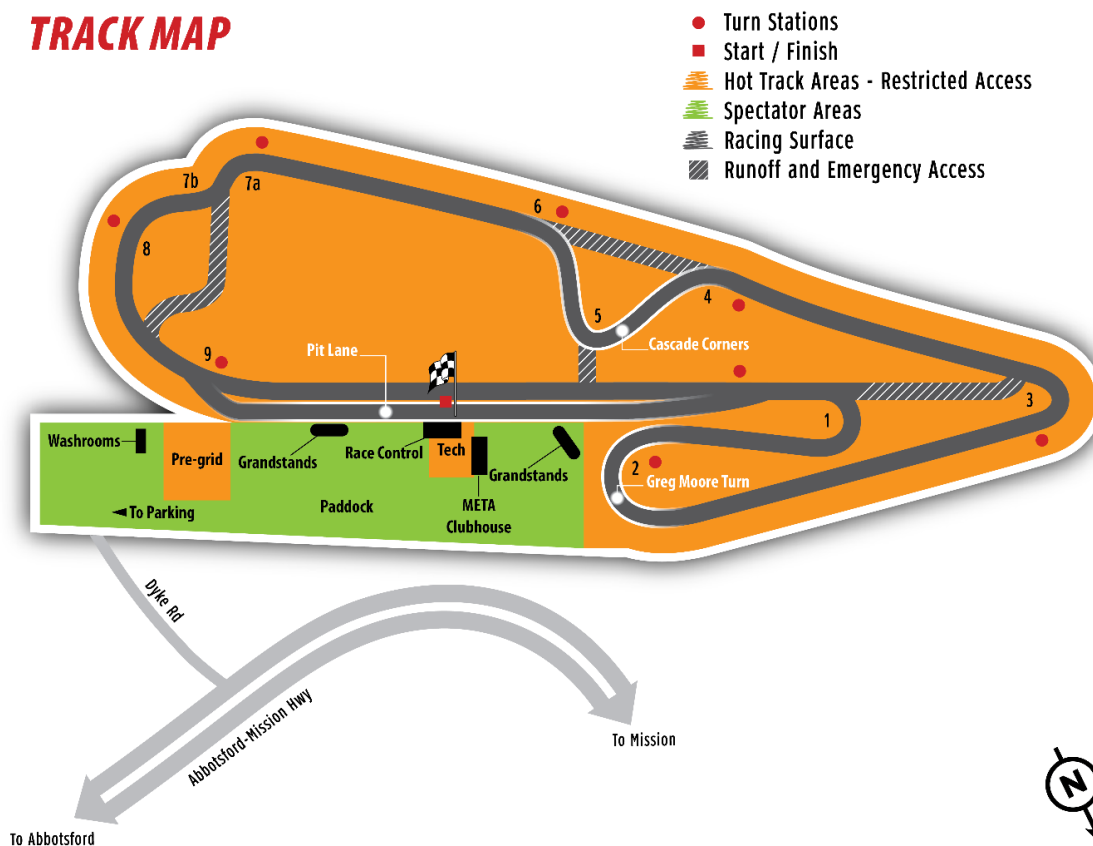 TRACK MAP
Turn Stations
Start / Finish
Hot Track Areas - Restricted Access
Spectator Areas
Racing Surface
Runoff and Emergency Access
7b
7a
6
8
4
5
Cascade Corners
9
Pit Lane
3
1
2
Greg Moore Turn
Washrooms
Pre-grid
Grandstands
Race Control
Tech
Grandstands
To Parking
Paddock
META
Clubhouse
Dyke Rd
Abbotsford-Mission Hwy
To Mission
To Abbotsford
N